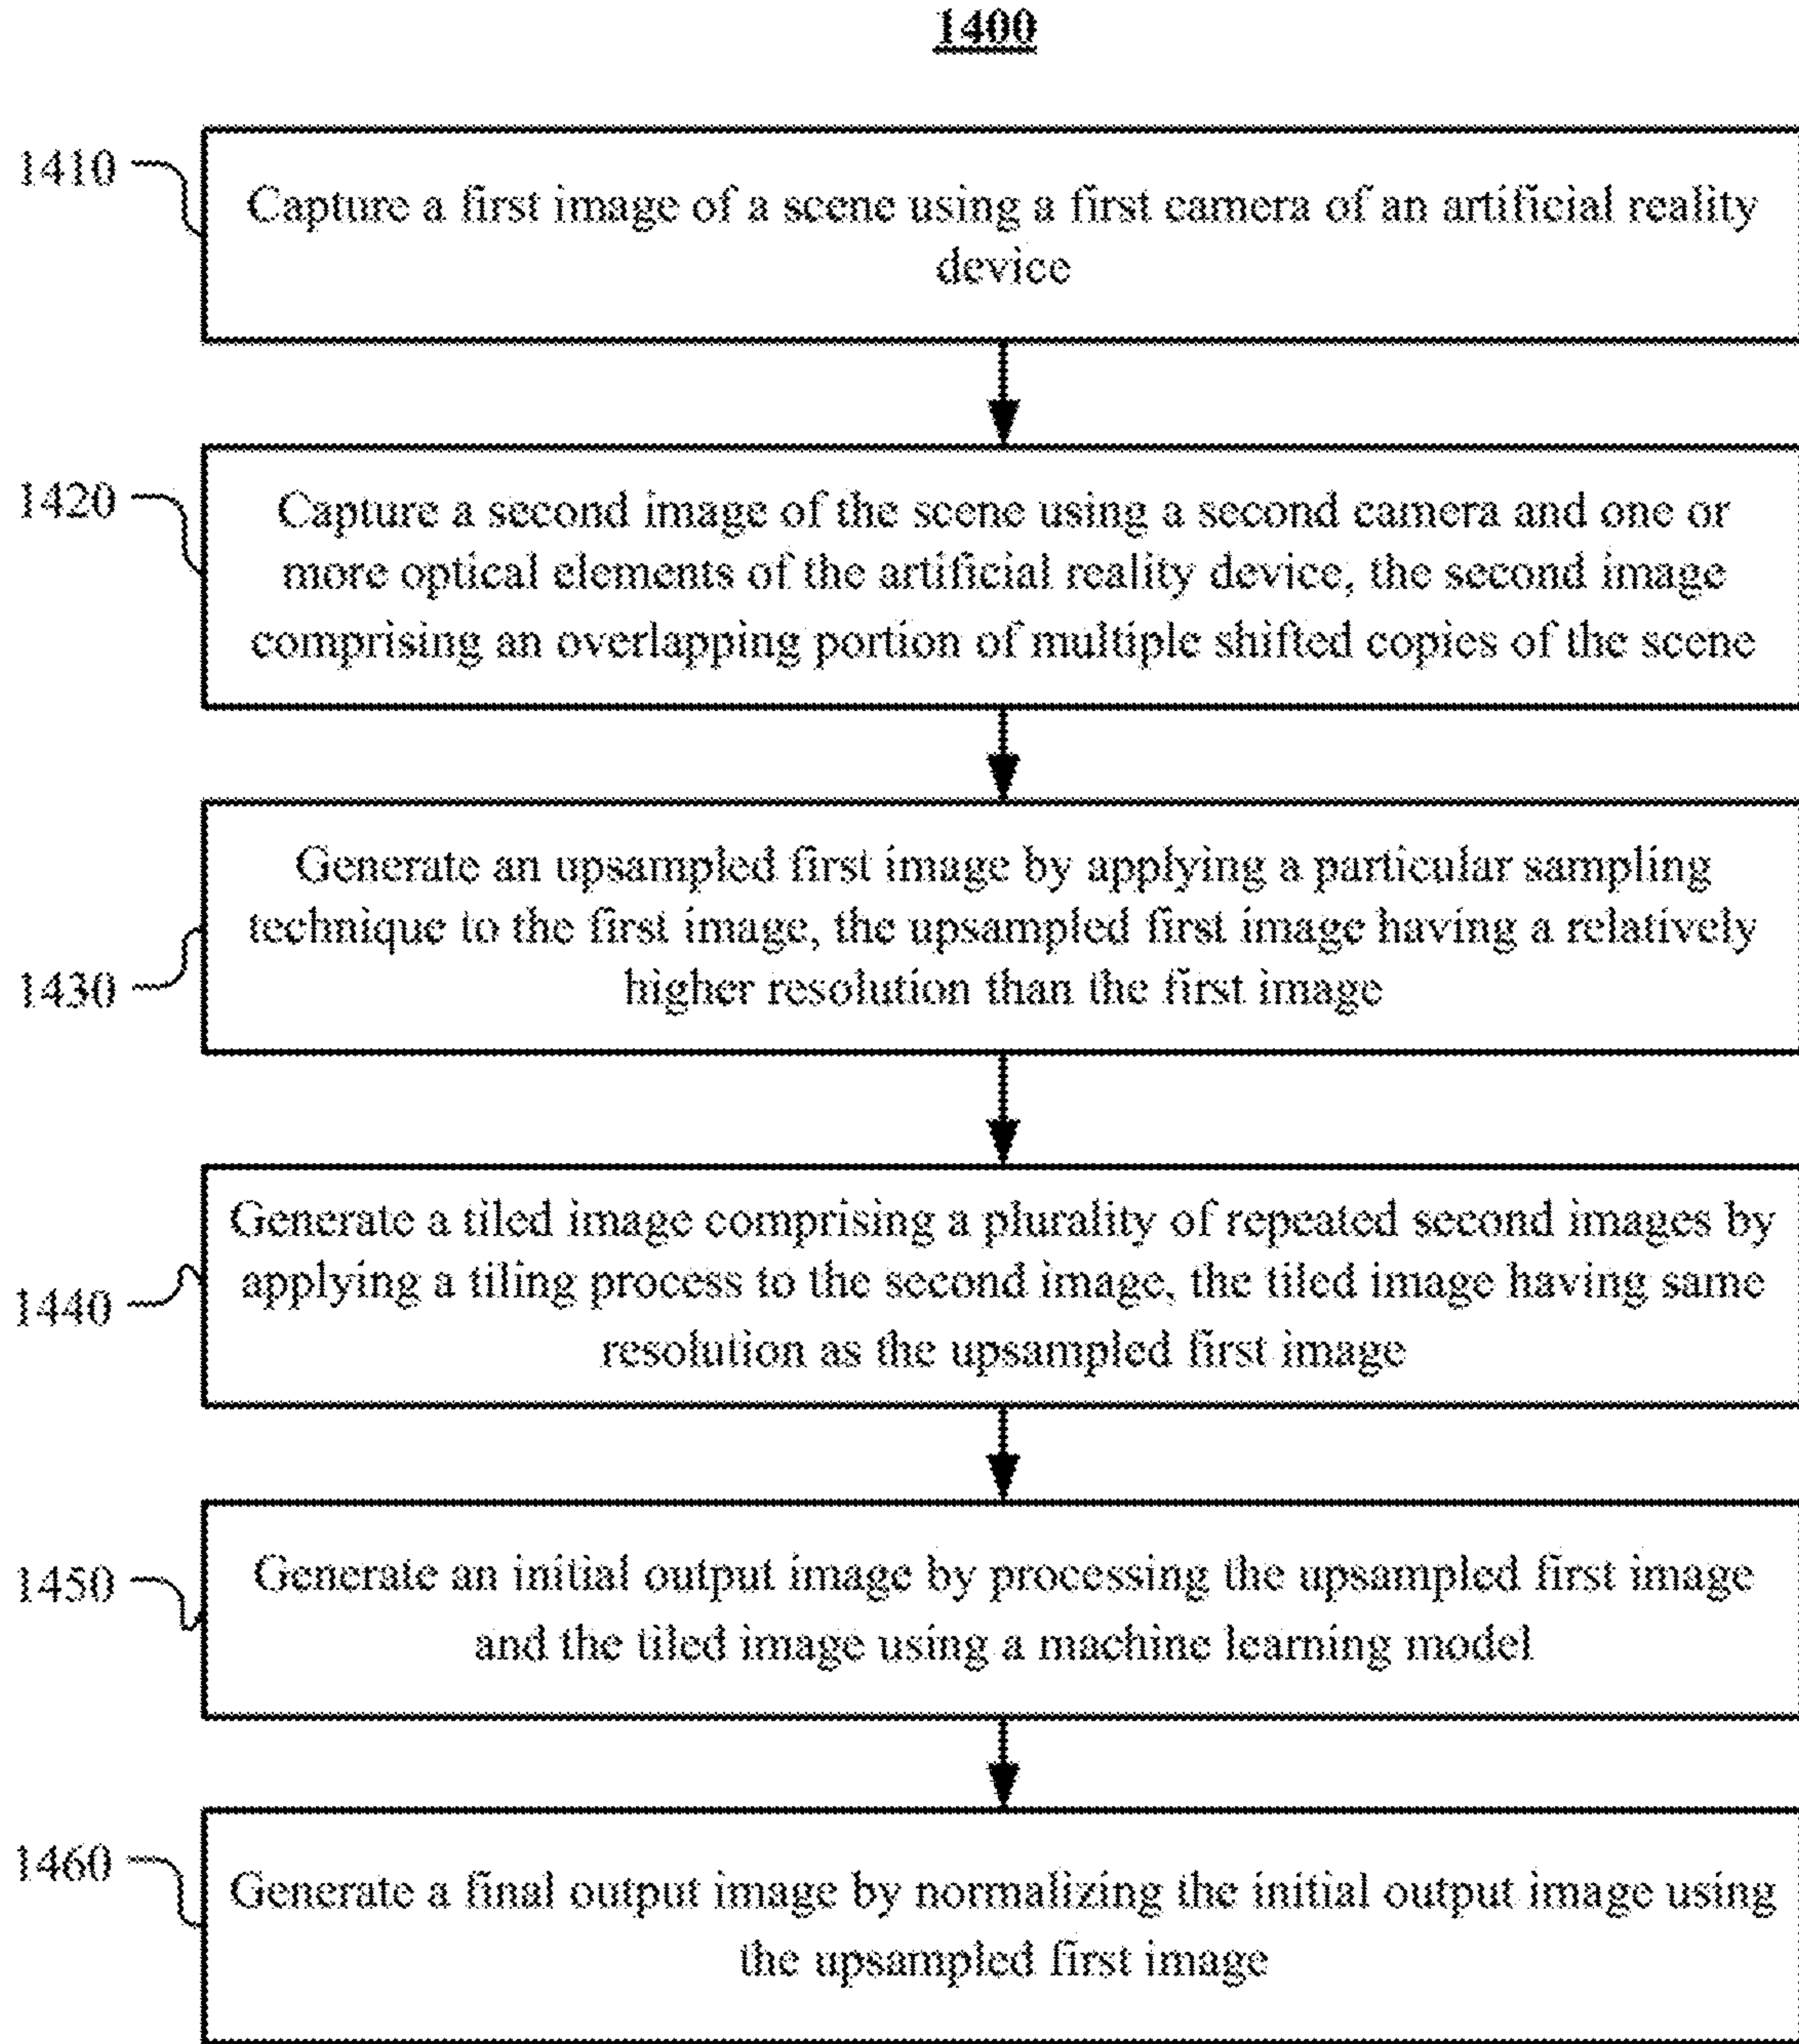 1400
1410
Capture a first image of a scene using a first camera of an artificial reality
device
1420
Capture a second image of the scene using a second camera and one or
more optical elements of the artificial reality device, the second image
comprising an overlapping portion of multiple shifted copies of the scene
Generate an upsampled first image by applying a particular sampling
technique to the first image, the upsampled first image having a relatively
1430
higher resolution than the first image
Generate a tiled image comprising a plurality of repeated second images by
applying a tiling process to the second image, the tiled image having same
1440
resolution as the upsampled first image
1450
Generate an initial output image by processing the upsampled first image
and the tiled image using a machine learning model
1460
Generate a final output image by normalizing the initial output image using
the upsampled first image